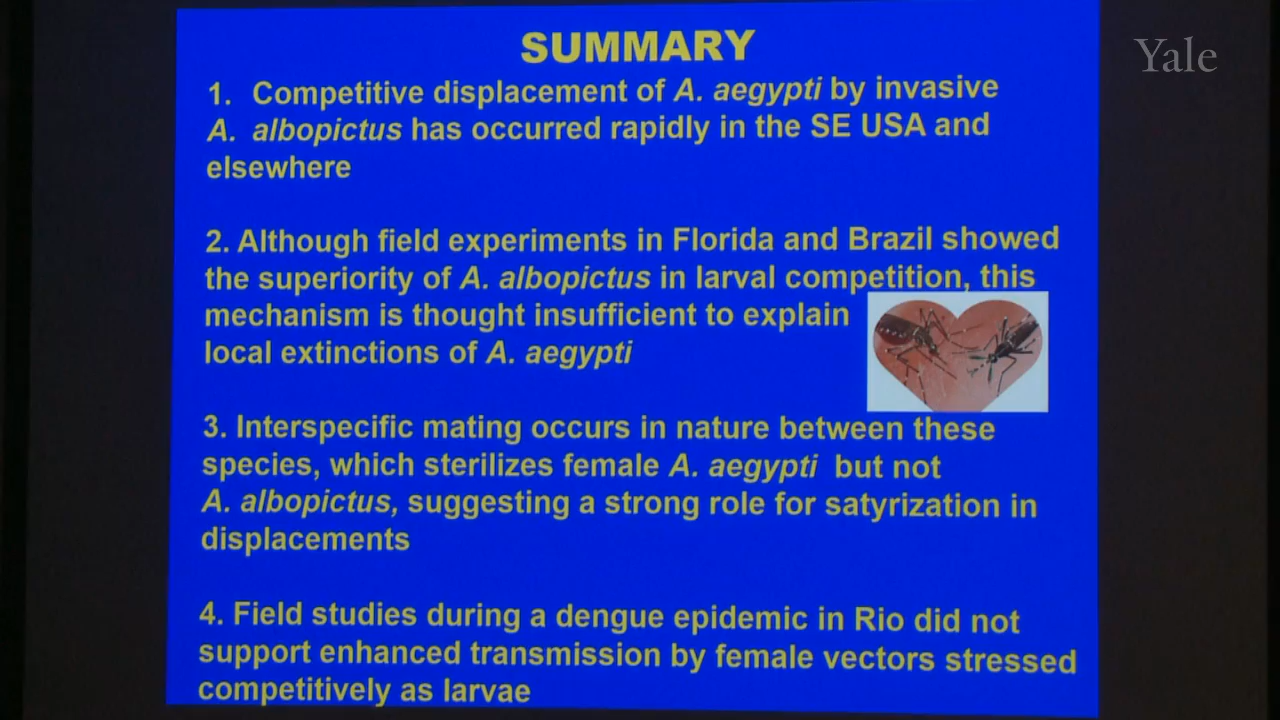 SUMMARY
Yale
1. Competitive displacement of A. aegypti by invasive
A. albopictus has occurred rapidly in the SE USA and
elsewhere
2. Although field experiments in Florida and Brazil showed
the superiority of A. albopictus in larval competition, this
mechanism is thought insufficient to explain
local extinctions of A. aegypti
3. Interspecific mating occurs in nature between these
species, which sterilizes female A. aegypti but not
A. albopictus, suggesting a strong role for satyrization in
displacements
4. Field studies during a dengue epidemic in Rio did not
support enhanced transmission by female vectors stressed
competitively as larvae